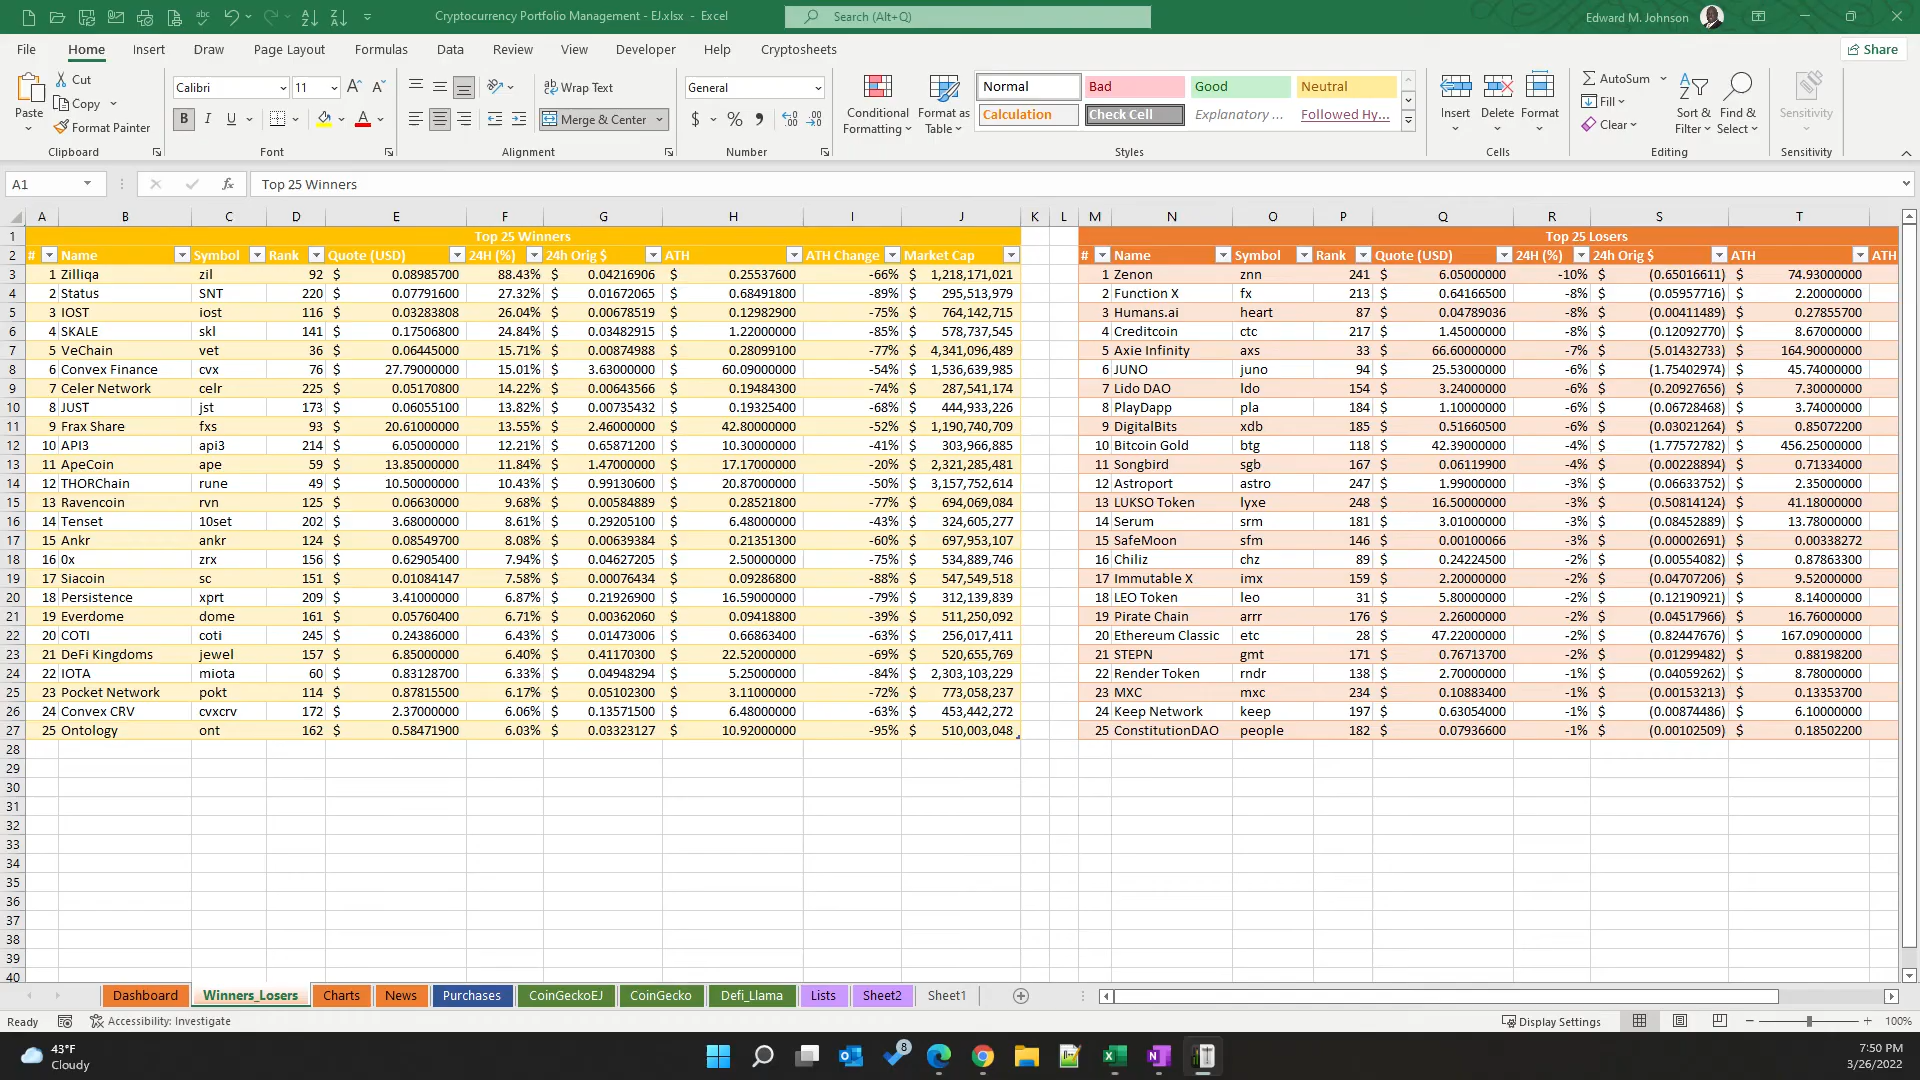 Cryptocurrency Portfolio Management - EJ.xlsx - Excel
Search (Alt+Q)
Edward M. Johnson
File Home Insert Draw Page Layout Formulas Data Review View Developer Help Cryptosheets
Share
Paste Cut Copy Format Painter
Clipboard
Calibri 11 B I U
Font
Wrap Text Merge & Center
Alignment
General $ %
Number
Conditional Formatting Format as Table
Normal Bad Good Neutral
Calculation Check Cell Explanatory ... Followed Hy...
Styles
Insert Delete Format
Cells
AutoSum Fill Clear Sort & Filter Find & Select
Editing
Sensitivity
Sensitivity
A1 fx Top 25 Winners
A B C D E F G H I J K L M N O P Q R S T
1 Top 25 Winners Top 25 Losers
2 # Name Symbol Rank Quote (USD) 24H (%) 24h Orig $ ATH ATH Change Market Cap # Name Symbol Rank Quote (USD) 24H (%) 24h Orig $ ATH ATH
3 1 Zilliqa zil 92 $ 0.08985700 88.43% $ 0.04216906 $ 0.25537600 -66% $ 1,218,171,021 1 Zenon znn 241 $ 6.05000000 -10% $ (0.65016611) $ 74.93000000
4 2 Status SNT 220 $ 0.07791600 27.32% $ 0.01672065 $ 0.68491800 -89% $ 295,513,979 2 Function X fx 213 $ 0.64166500 -8% $ (0.05957716) $ 2.20000000
5 3 IOST iost 116 $ 0.03283808 26.04% $ 0.00678519 $ 0.12982900 -75% $ 764,142,715 3 Humans.ai heart 87 $ 0.04789036 -8% $ (0.00411489) $ 0.27855700
6 4 SKALE skl 141 $ 0.17506800 24.84% $ 0.03482915 $ 1.22000000 -85% $ 578,737,545 4 Creditcoin ctc 217 $ 1.45000000 -8% $ (0.12092770) $ 8.67000000
7 5 VeChain vet 36 $ 0.06445000 15.71% $ 0.00874988 $ 0.28099100 -77% $ 4,341,096,489 5 Axie Infinity axs 33 $ 66.60000000 -7% $ (5.01432733) $ 164.90000000
8 6 Convex Finance cvx 76 $ 27.79000000 15.01% $ 3.63000000 $ 60.09000000 -54% $ 1,536,639,985 6 JUNO juno 94 $ 25.53000000 -6% $ (1.75402974) $ 45.74000000
9 7 Celer Network celr 225 $ 0.05170800 14.22% $ 0.00643566 $ 0.19484300 -74% $ 287,541,174 7 Lido DAO ldo 154 $ 3.24000000 -6% $ (0.20927656) $ 7.30000000
10 8 JUST jst 173 $ 0.06055100 13.82% $ 0.00735432 $ 0.19325400 -68% $ 444,933,226 8 PlayDapp pla 184 $ 1.10000000 -6% $ (0.06728468) $ 3.74000000
11 9 Frax Share fxs 93 $ 20.61000000 13.55% $ 2.46000000 $ 42.80000000 -52% $ 1,190,740,709 9 DigitalBits xdb 185 $ 0.51660500 -6% $ (0.03021264) $ 0.85072200
12 10 API3 api3 214 $ 6.05000000 12.21% $ 0.65871200 $ 10.30000000 -41% $ 303,966,885 10 Bitcoin Gold btg 118 $ 42.39000000 -4% $ (1.77572782) $ 456.25000000
13 11 ApeCoin ape 59 $ 13.85000000 11.84% $ 1.47000000 $ 17.17000000 -20% $ 2,321,285,481 11 Songbird sgb 167 $ 0.06119900 -4% $ (0.00228894) $ 0.71334000
14 12 THORChain rune 49 $ 10.50000000 10.43% $ 0.99130600 $ 20.87000000 -50% $ 3,157,752,614 12 Astroport astro 247 $ 1.99000000 -3% $ (0.06633752) $ 2.35000000
15 13 Ravencoin rvn 125 $ 0.06630000 9.68% $ 0.00584889 $ 0.28521800 -77% $ 694,069,084 13 LUKSO Token lyxe 248 $ 16.50000000 -3% $ (0.50814124) $ 41.18000000
16 14 Tenset 10set 202 $ 3.68000000 8.61% $ 0.29205100 $ 6.48000000 -43% $ 324,605,277 14 Serum srm 181 $ 3.01000000 -3% $ (0.08452889) $ 13.78000000
17 15 Ankr ankr 124 $ 0.08549700 8.08% $ 0.00639384 $ 0.21351300 -60% $ 697,953,107 15 SafeMoon sfm 146 $ 0.00100066 -3% $ (0.00002691) $ 0.00338272
18 16 0x zrx 156 $ 0.62905400 7.94% $ 0.04627205 $ 2.50000000 -75% $ 534,889,746 16 Chiliz chz 89 $ 0.24224500 -2% $ (0.00554082) $ 0.87863300
19 17 Siacoin sc 151 $ 0.01084147 7.58% $ 0.00076434 $ 0.09286800 -88% $ 547,549,518 17 Immutable X imx 159 $ 2.20000000 -2% $ (0.04707206) $ 9.52000000
20 18 Persistence xprt 209 $ 3.41000000 6.87% $ 0.21926900 $ 16.59000000 -79% $ 312,139,839 18 LEO Token leo 31 $ 5.80000000 -2% $ (0.12190921) $ 8.14000000
21 19 Everdome dome 161 $ 0.05760400 6.71% $ 0.00362060 $ 0.09418800 -39% $ 511,250,092 19 Pirate Chain arrr 176 $ 2.26000000 -2% $ (0.04517966) $ 16.76000000
22 20 COTI coti 245 $ 0.24386000 6.43% $ 0.01473006 $ 0.66863400 -63% $ 256,017,411 20 Ethereum Classic etc 28 $ 47.22000000 -2% $ (0.82447676) $ 167.09000000
23 21 DeFi Kingdoms jewel 157 $ 6.85000000 6.40% $ 0.41170300 $ 22.52000000 -69% $ 520,655,769 21 STEPN gmt 171 $ 0.76713700 -2% $ (0.01299482) $ 0.88198200
24 22 IOTA miota 60 $ 0.83128700 6.33% $ 0.04948294 $ 5.25000000 -84% $ 2,303,103,229 22 Render Token rndr 138 $ 2.70000000 -1% $ (0.04059262) $ 8.78000000
25 23 Pocket Network pokt 114 $ 0.87815500 6.17% $ 0.05102300 $ 3.11000000 -72% $ 773,058,237 23 MXC mxc 234 $ 0.10883400 -1% $ (0.00153213) $ 0.13353700
26 24 Convex CRV cvxcrv 172 $ 2.37000000 6.06% $ 0.13571500 $ 6.48000000 -63% $ 453,442,272 24 Keep Network keep 197 $ 0.63054000 -1% $ (0.00874486) $ 6.10000000
27 25 Ontology ont 162 $ 0.58471900 6.03% $ 0.03323127 $ 10.92000000 -95% $ 510,003,048 25 ConstitutionDAO people 182 $ 0.07936600 -1% $ (0.00102509) $ 0.18502200
28
29
30
31
32
33
34
35
36
37
38
39
40
Dashboard Winners_Losers Charts News Purchases CoinGeckoEJ CoinGecko Defi_Llama Lists Sheet2 Sheet1
Ready Accessibility: Investigate Display Settings 100%
43°F
Cloudy
8
7:50 PM
3/26/2022